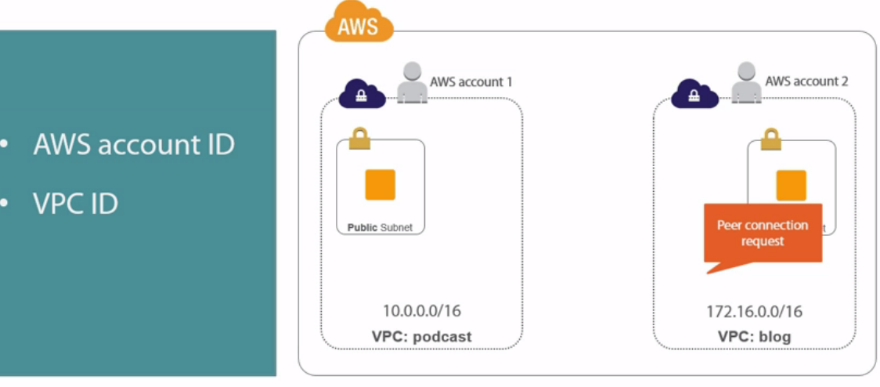 • AWS account ID
• VPC ID
AWS
AWS account 1
Public Subnet
10.0.0.0/16
VPC: podcast
AWS account 2
Peer connection
request
t
172.16.0.0/16
VPC: blog